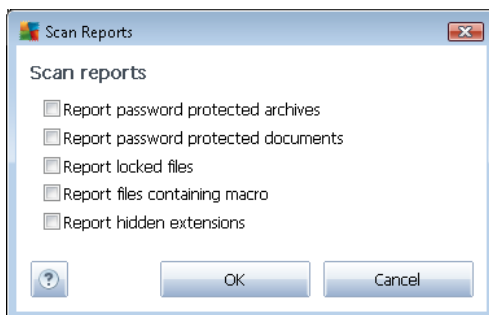 Scan Reports
Scan reports
Report password protected archives
Report password protected documents
Report locked files
Report files containing macro
Report hidden extensions
?
OK
Cancel